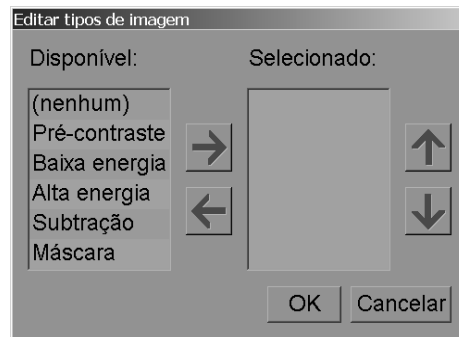 Editar tipos de imagem
Disponível: Selecionado:
(nenhum)
Pré-contraste
Baixa energia
Alta energia
Subtração
Máscara
OK Cancelar